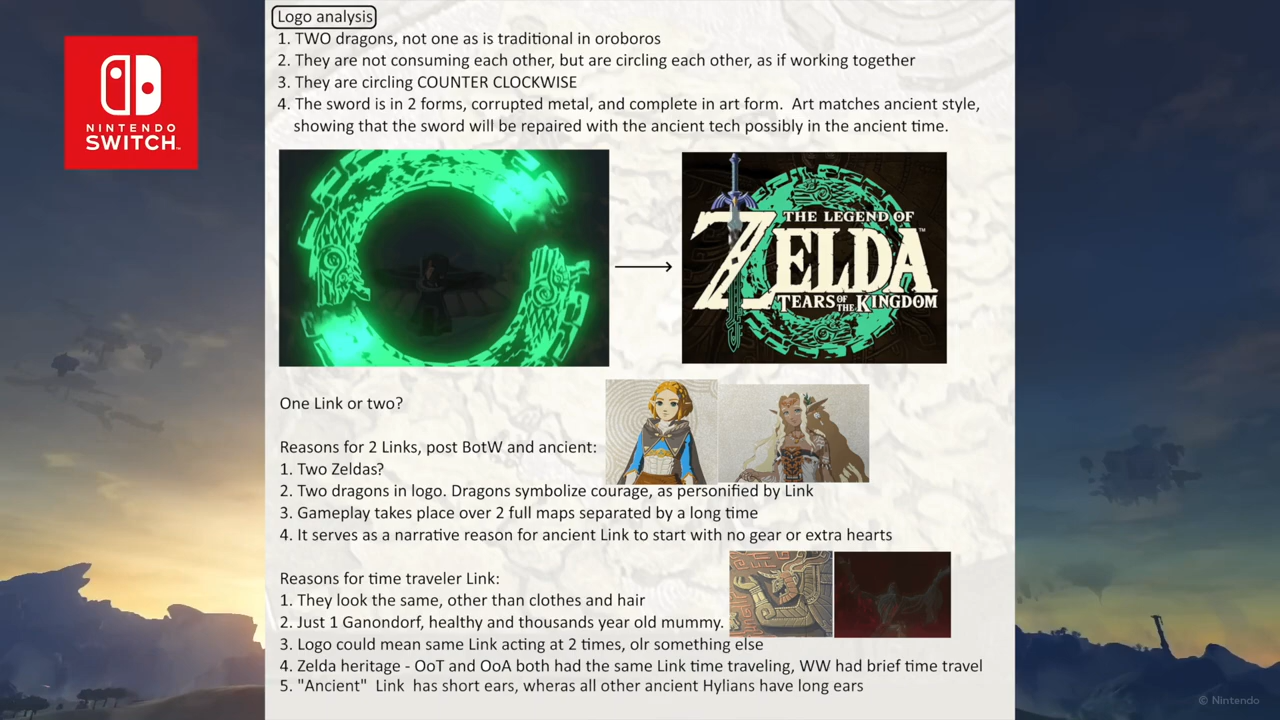 Logo analysis
1. TWO dragons, not one as is traditional in oroboros
2. They are not consuming each other, but are circling each other, as if working together
3. They are circling COUNTER CLOCKWISE
4. The sword is in 2 forms, corrupted metal, and complete in art form. Art matches ancient style,
showing that the sword will be repaired with the ancient tech possibly in the ancient time.
NINTENDO
SWITCH™
THE LEGEND OF
ZELDA™
TEARS OF THE KINGDOM
One Link or two?
Reasons for 2 Links, post BotW and ancient:
1. Two Zeldas?
2. Two dragons in logo. Dragons symbolize courage, as personified by Link
3. Gameplay takes place over 2 full maps separated by a long time
4. It serves as a narrative reason for ancient Link to start with no gear or extra hearts
Reasons for time traveler Link:
1. They look the same, other than clothes and hair
2. Just 1 Ganondorf, healthy and thousands year old mummy.
3. Logo could mean same Link acting at 2 times, olr something else
4. Zelda heritage - OoT and OoA both had the same Link time traveling, WW had brief time travel
5. "Ancient" Link has short ears, wheras all other ancient Hylians have long ears
© Nintendo